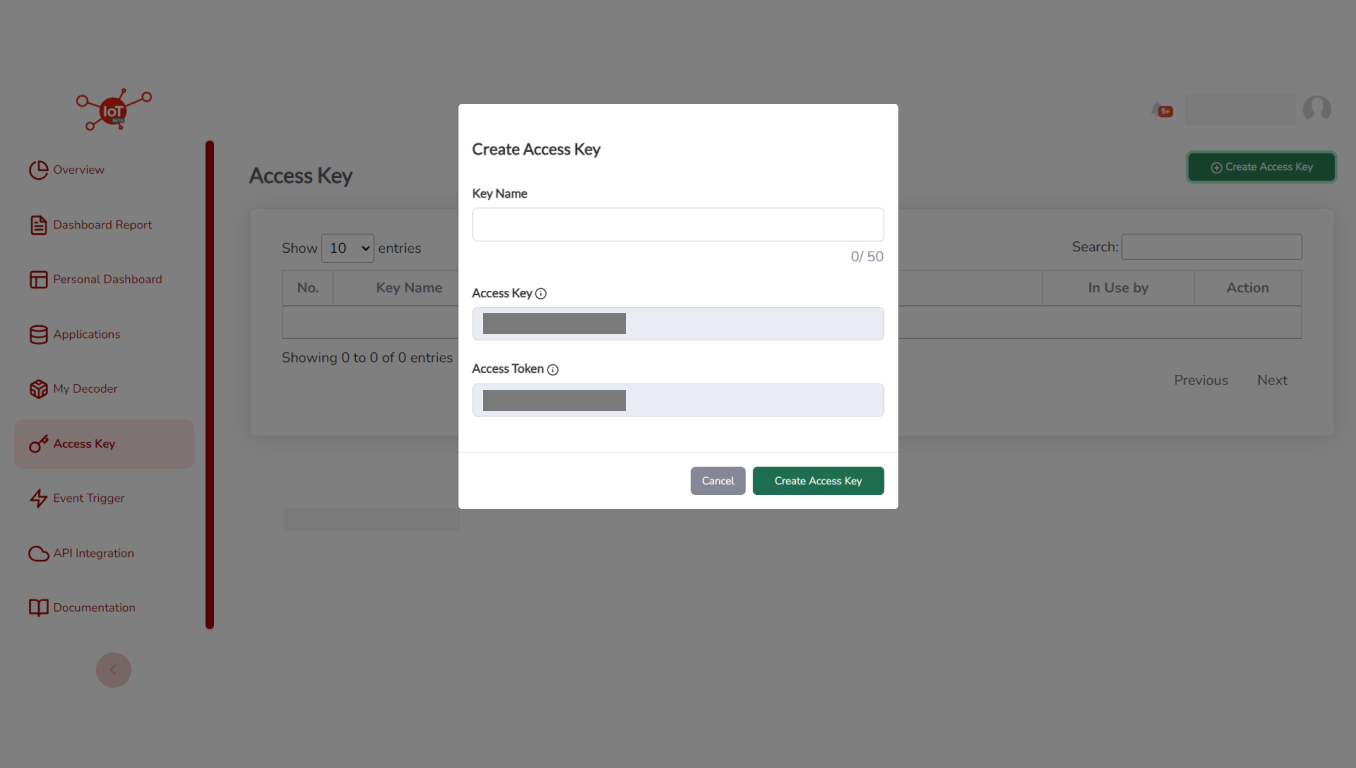 IoT
BETA
5+
Overview
Dashboard Report
Personal Dashboard
Applications
My Decoder
Access Key
Event Trigger
API Integration
Documentation
Access Key
Create Access Key
Show 10 entries
Search:
No. Key Name In Use by Action
Showing 0 to 0 of 0 entries
Previous Next
Create Access Key
Key Name
0/ 50
Access Key
Access Token
Cancel Create Access Key